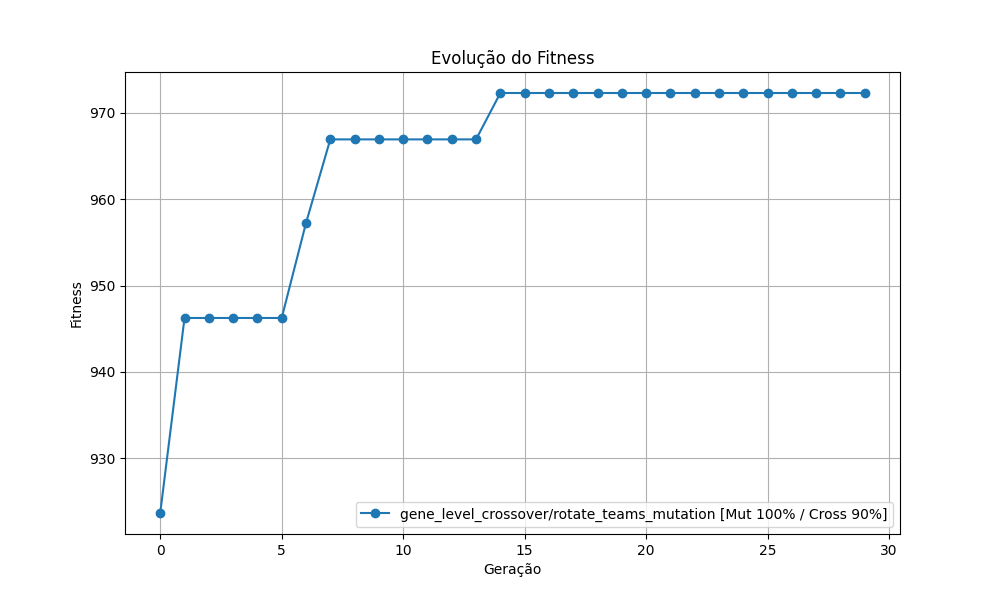 Evolução do Fitness
Fitness
970
960
950
940
930
gene_level_crossover/rotate_teams_mutation [Mut 100% / Cross 90%]
0 5 10 15 20 25 30
Geração